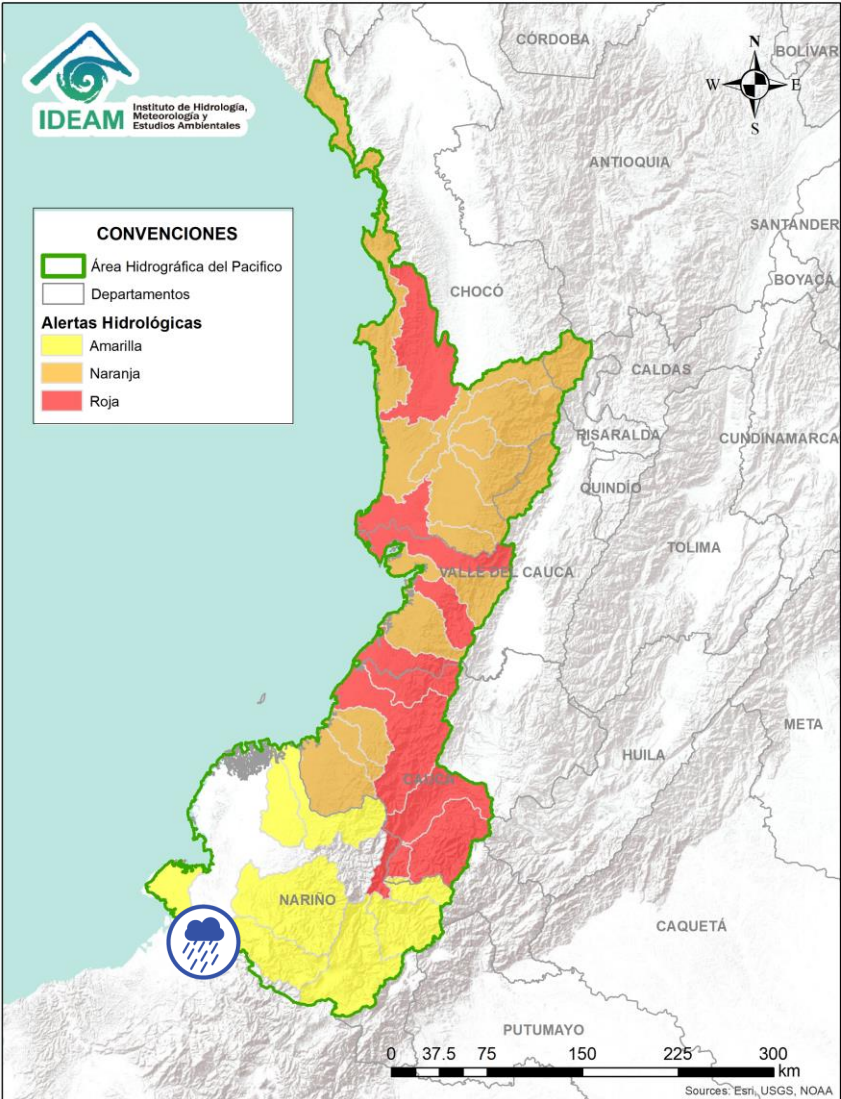 IDEAM
Instituto de Hidrología,
Meteorología y
Estudios Ambientales
N
W
E
S
CÓRDOBA
BOLÍVAR
ANTIOQUIA
SANTANDER
BOYACÁ
CHOCÓ
CALDAS
RISARALDA
CUNDINAMARCA
QUINDÍO
TOLIMA
VALLE DEL CAUCA
META
HUILA
CAUCA
NARIÑO
CAQUETÁ
PUTUMAYO
CONVENCIONES
Área Hidrográfica del Pacifico
Departamentos
Alertas Hidrológicas
Amarilla
Naranja
Roja
0 37.5 75 150 225 300
km
Sources: Esri, USGS, NOAA